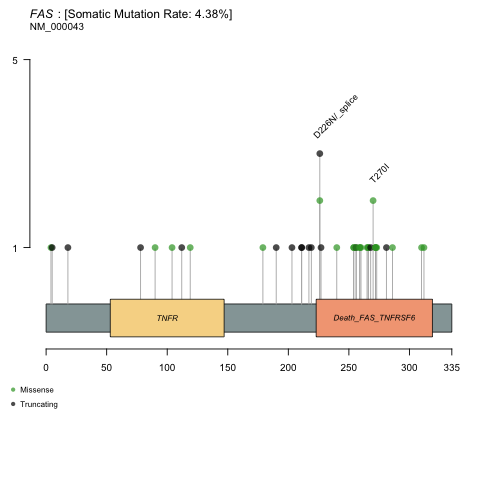 FAS : [Somatic Mutation Rate: 4.38%]
NM_000043
5
D226N/_splice
T270I
1
TNFR
Death_FAS_TNFRSF6
0 50 100 150 200 250 300 335
Missense
Truncating